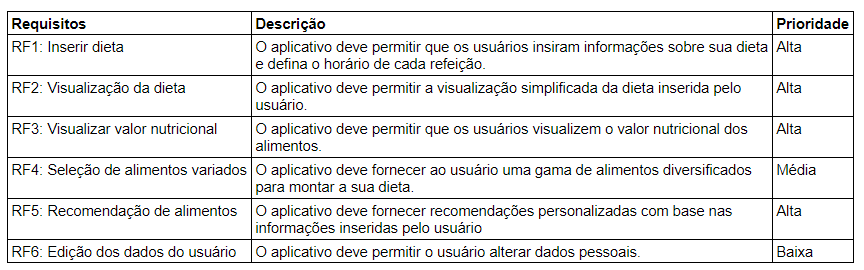 Requisitos Descrição Prioridade
RF1: Inserir dieta O aplicativo deve permitir que os usuários insiram informações sobre sua dieta Alta
e defina o horário de cada refeição.
RF2: Visualização da dieta O aplicativo deve permitir a visualização simplificada da dieta inserida pelo Alta
usuário.
RF3: Visualizar valor nutricional O aplicativo deve permitir que os usuários visualizem o valor nutricional dos Alta
alimentos.
RF4: Seleção de alimentos variados O aplicativo deve fornecer ao usuário uma gama de alimentos diversificados Média
para montar a sua dieta.
RF5: Recomendação de alimentos O aplicativo deve fornecer recomendações personalizadas com base nas Alta
informações inseridas pelo usuário
RF6: Edição dos dados do usuário O aplicativo deve permitir o usuário alterar dados pessoais. Baixa